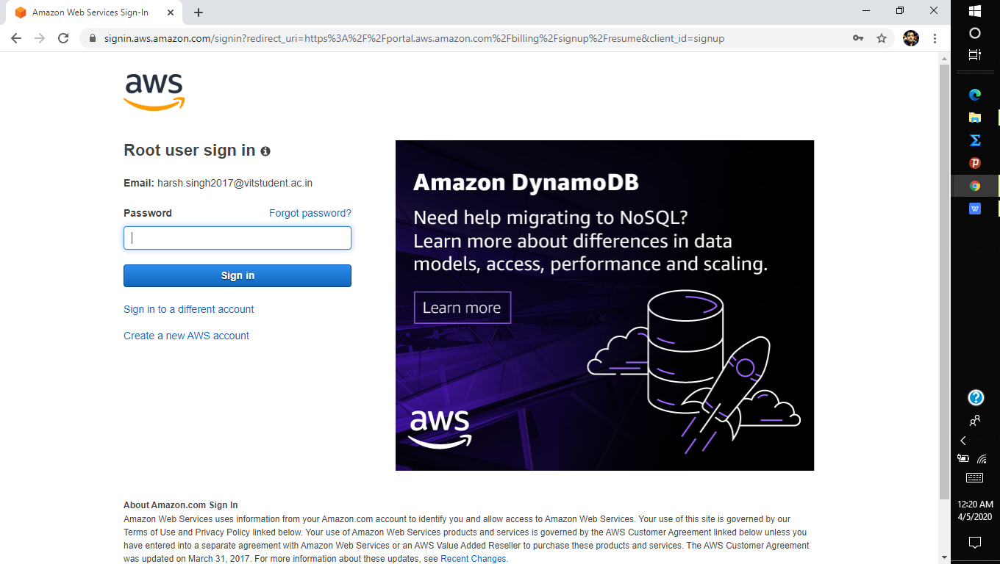 Amazon Web Services Sign-In
signin.aws.amazon.com/signin?redirect_uri=https%3A%2F%2Fportal.aws.amazon.com%2Fbilling%2Fsignup%2Fresume&client_id=signup
aws
Root user sign in
Email: harsh.singh2017@vitstudent.ac.in
Password Forgot password?
Sign in
Sign in to a different account
Create a new AWS account
Amazon DynamoDB
Need help migrating to NoSQL?
Learn more about differences in data
models, access, performance and scaling.
Learn more
aws
About Amazon.com Sign In
Amazon Web Services uses information from your Amazon.com account to identify you and allow access to Amazon Web Services. Your use of this site is governed by our
Terms of Use and Privacy Policy linked below. Your use of Amazon Web Services products and services is governed by the AWS Customer Agreement linked below unless you
have entered into a separate agreement with Amazon Web Services or an AWS Value Added Reseller to purchase these products and services. The AWS Customer Agreement
was updated on March 31, 2017. For more information about these updates, see Recent Changes.
12:20 AM
4/5/2020